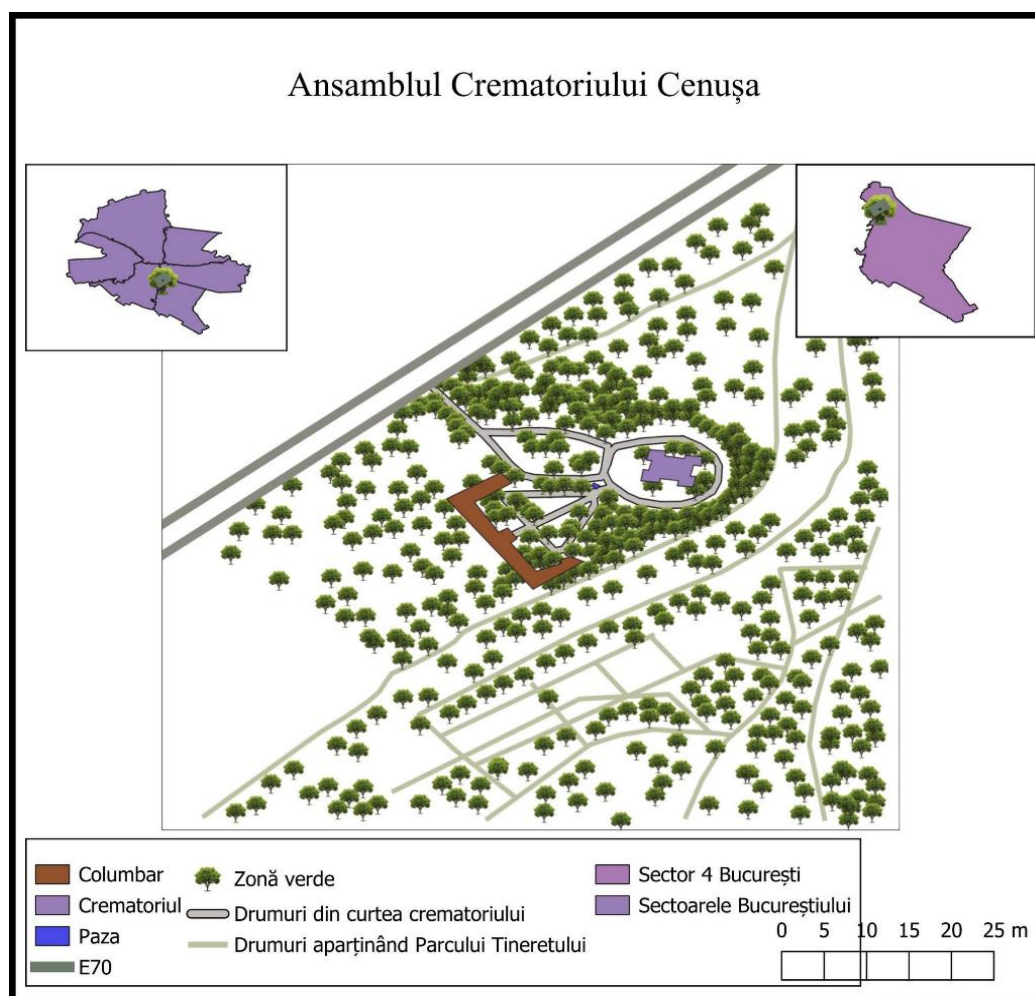 Ansamblul Crematoriului Cenușa
Columbar
Crematoriul
Paza
E70
Zonă verde
Drumuri din curtea crematoriului
Drumuri aparținând Parcului Tineretului
Sector 4 București
Sectoarele Bucureștiului
0 5 10 15 20 25 m